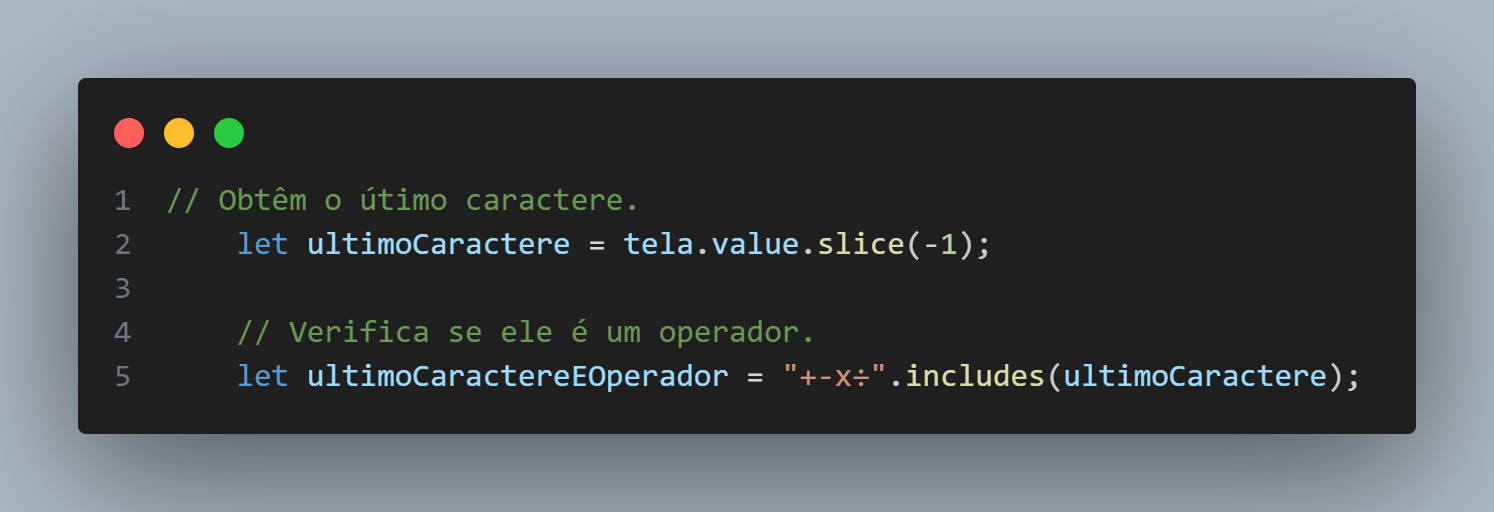 1 // Obtêm o útimo caractere.
2 let ultimoCaractere = tela.value.slice(-1);
3
4 // Verifica se ele é um operador.
5 let ultimoCaractereEOperador = "+-x÷".includes(ultimoCaractere);